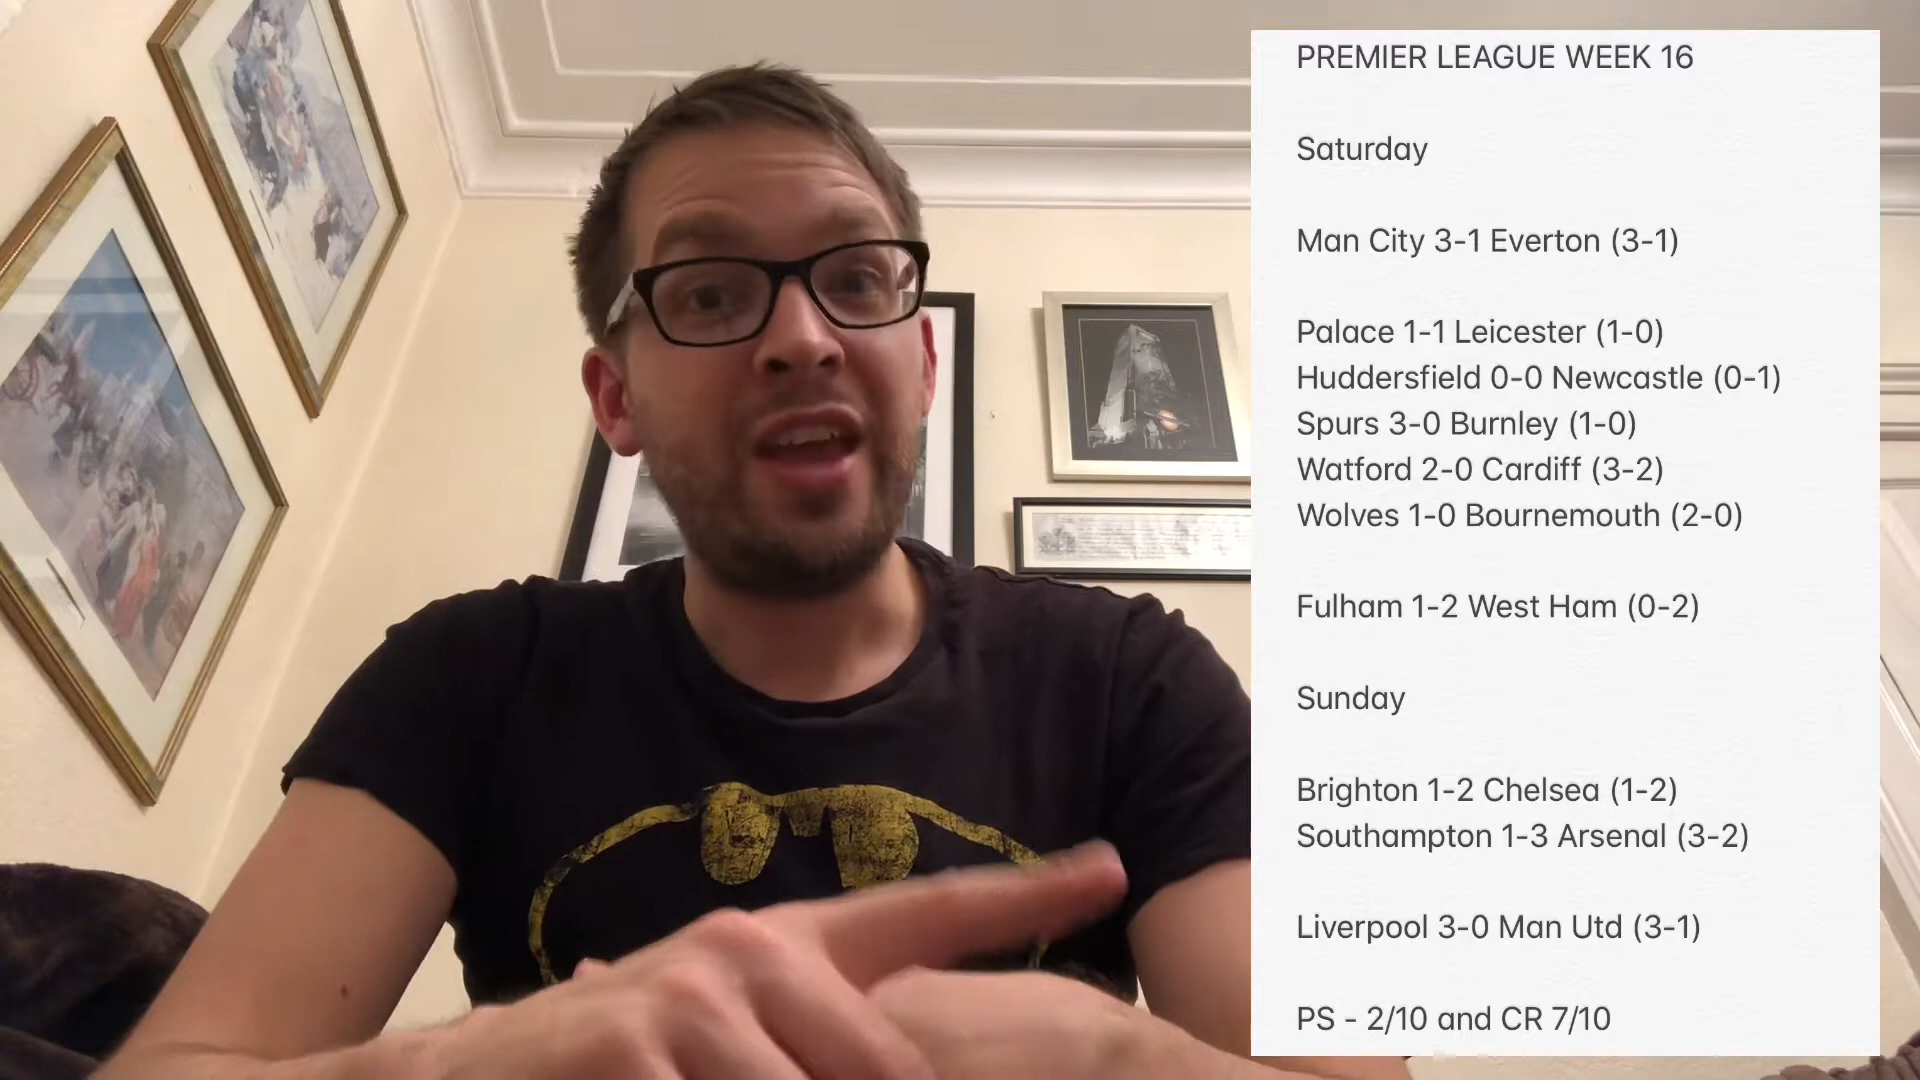 PREMIER LEAGUE WEEK 16
Saturday
Man City 3-1 Everton (3-1)
Palace 1-1 Leicester (1-0)
Huddersfield 0-0 Newcastle (0-1)
Spurs 3-0 Burnley (1-0)
Watford 2-0 Cardiff (3-2)
Wolves 1-0 Bournemouth (2-0)
Fulham 1-2 West Ham (0-2)
Sunday
Brighton 1-2 Chelsea (1-2)
Southampton 1-3 Arsenal (3-2)
Liverpool 3-0 Man Utd (3-1)
PS - 2/10 and CR 7/10